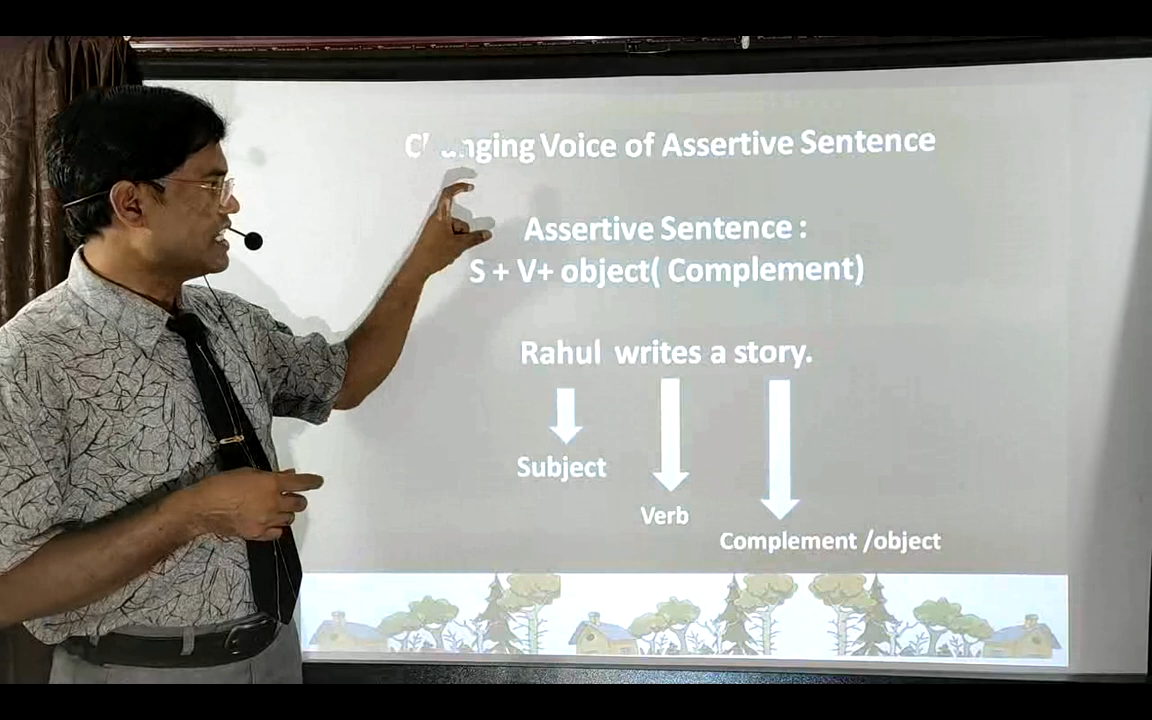 Changing Voice of Assertive Sentence
Assertive Sentence :
S + V+ object( Complement)
Rahul writes a story.
Subject
Verb
Complement /object